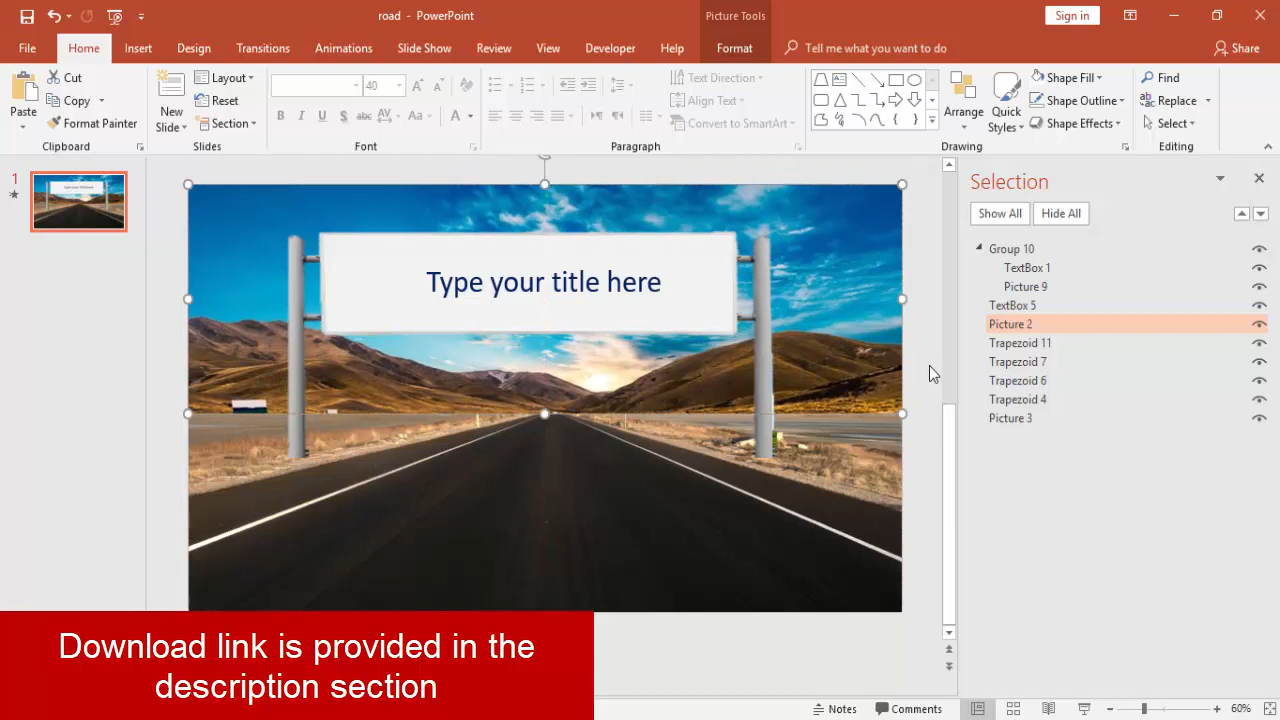 road - PowerPoint
Picture Tools
Sign in
File
Home
Insert
Design
Transitions
Animations
Slide Show
Review
View
Developer
Help
Format
Tell me what you want to do
Share
Paste
Cut
Copy
Format Painter
Clipboard
New
Slide
Layout
Reset
Section
Slides
40
B I U S abc AV Aa A
Font
Text Direction
Align Text
Convert to SmartArt
Paragraph
Arrange
Quick
Styles
Shape Fill
Shape Outline
Shape Effects
Drawing
Find
Replace
Select
Editing
1
Type your title here
Selection
Show All
Hide All
Group 10
TextBox 1
Picture 9
TextBox 5
Picture 2
Trapezoid 11
Trapezoid 7
Trapezoid 6
Trapezoid 4
Picture 3
Download link is provided in the
description section
Notes
Comments
60%